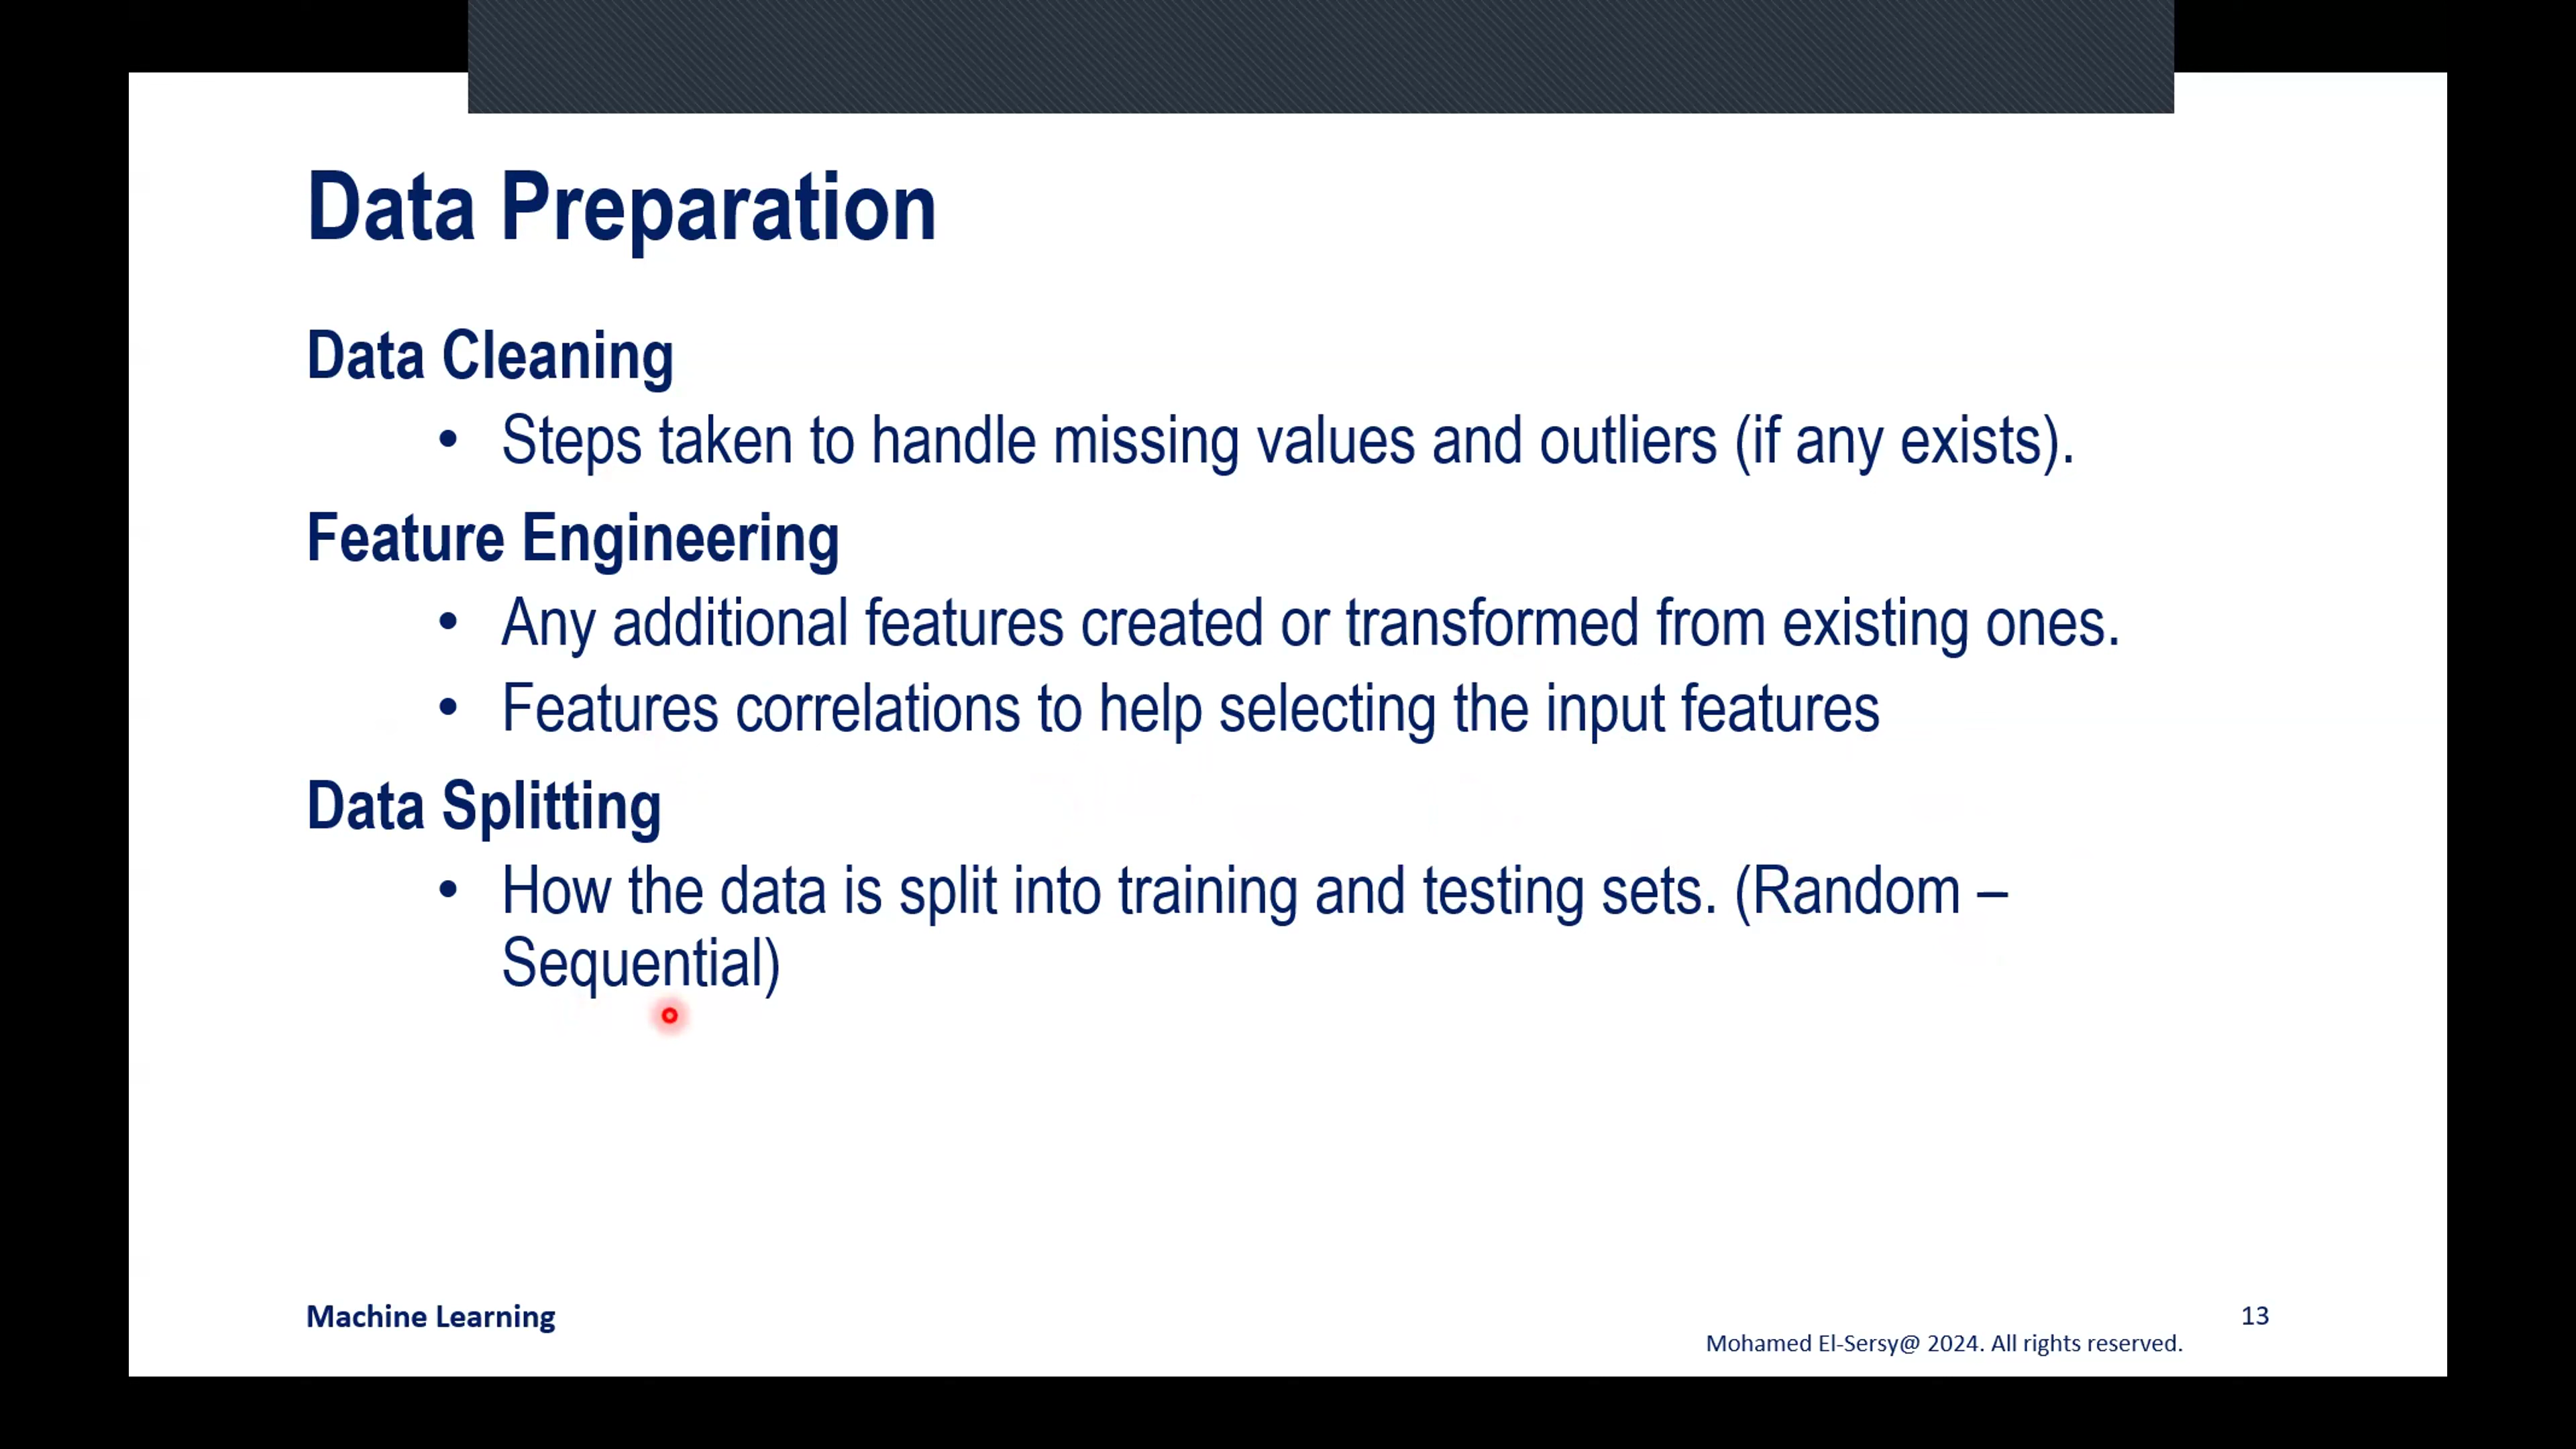 Data Preparation
Data Cleaning
• Steps taken to handle missing values and outliers (if any exists).
Feature Engineering
• Any additional features created or transformed from existing ones.
• Features correlations to help selecting the input features
Data Splitting
• How the data is split into training and testing sets. (Random –
Sequential)
Machine Learning
13
Mohamed El-Sersy@ 2024. All rights reserved.